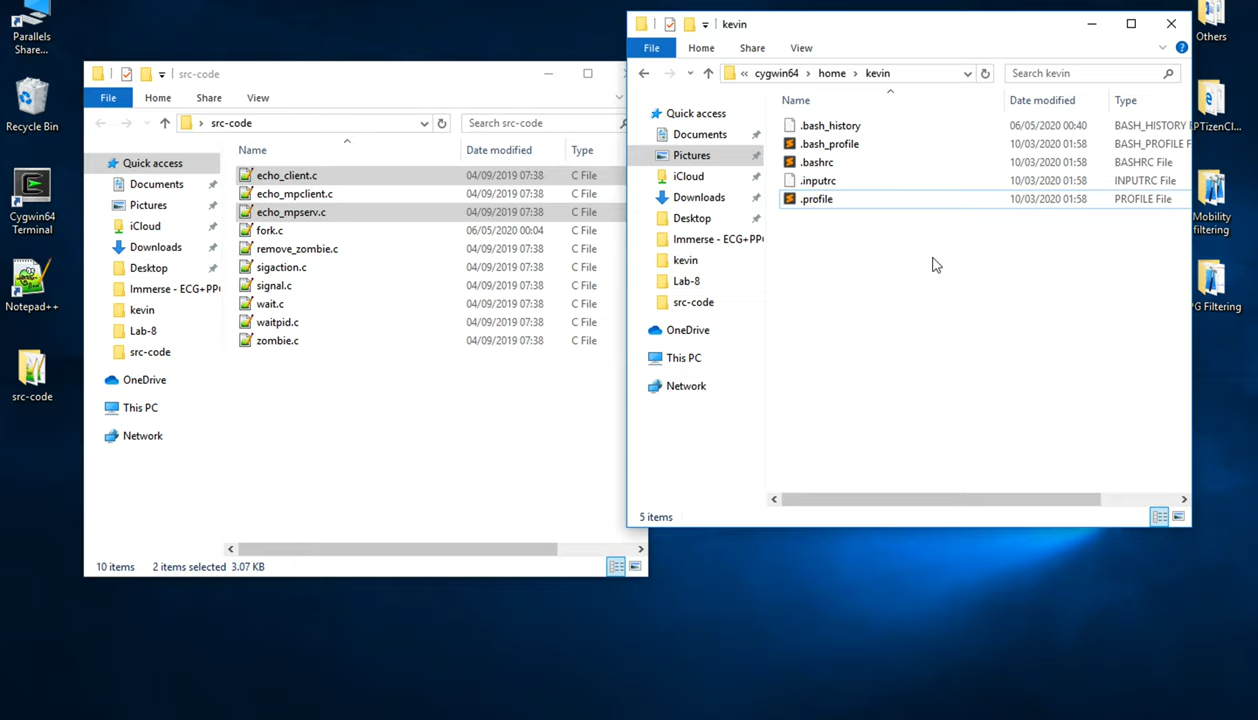 Parallels
Share...
Recycle Bin
Cygwin64
Terminal
Notepad++
src-code
src-code
File Home Share View
src-code
Search src-code
Quick access
Documents
Pictures
iCloud
Downloads
Desktop
Immerse - ECG+PP
kevin
Lab-8
src-code
OneDrive
This PC
Network
Name Date modified Type
echo_client.c 04/09/2019 07:38 C File
echo_mpclient.c 04/09/2019 07:38 C File
echo_mpserv.c 04/09/2019 07:38 C File
fork.c 06/05/2020 00:04 C File
remove_zombie.c 04/09/2019 07:38 C File
sigaction.c 04/09/2019 07:38 C File
signal.c 04/09/2019 07:38 C File
wait.c 04/09/2019 07:38 C File
waitpid.c 04/09/2019 07:38 C File
zombie.c 04/09/2019 07:38 C File
10 items 2 items selected 3.07 KB
kevin
File Home Share View
« cygwin64 home kevin
Search kevin
Quick access
Documents
Pictures
iCloud
Downloads
Desktop
Immerse - ECG+PP
kevin
Lab-8
src-code
OneDrive
This PC
Network
Name Date modified Type
.bash_history 06/05/2020 00:40 BASH_HISTORY
.bash_profile 10/03/2020 01:58 BASH_PROFILE F
.bashrc 10/03/2020 01:58 BASHRC File
.inputrc 10/03/2020 01:58 INPUTRC File
.profile 10/03/2020 01:58 PROFILE File
5 items
Others
PTizenCl...
Mobility
filtering
PG Filtering